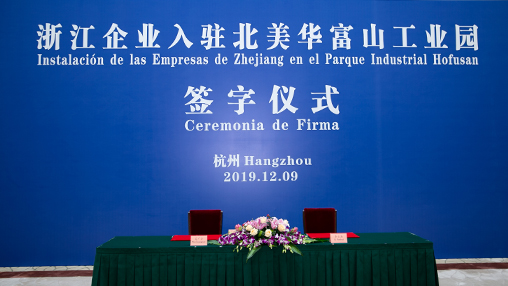 浙江企业入驻北美华富山工业园
Instalación de las Empresas de Zhejiang en el Parque Industrial Hofusan
签字仪式
Ceremonia de Firma
杭州 Hangzhou
2019.12.09